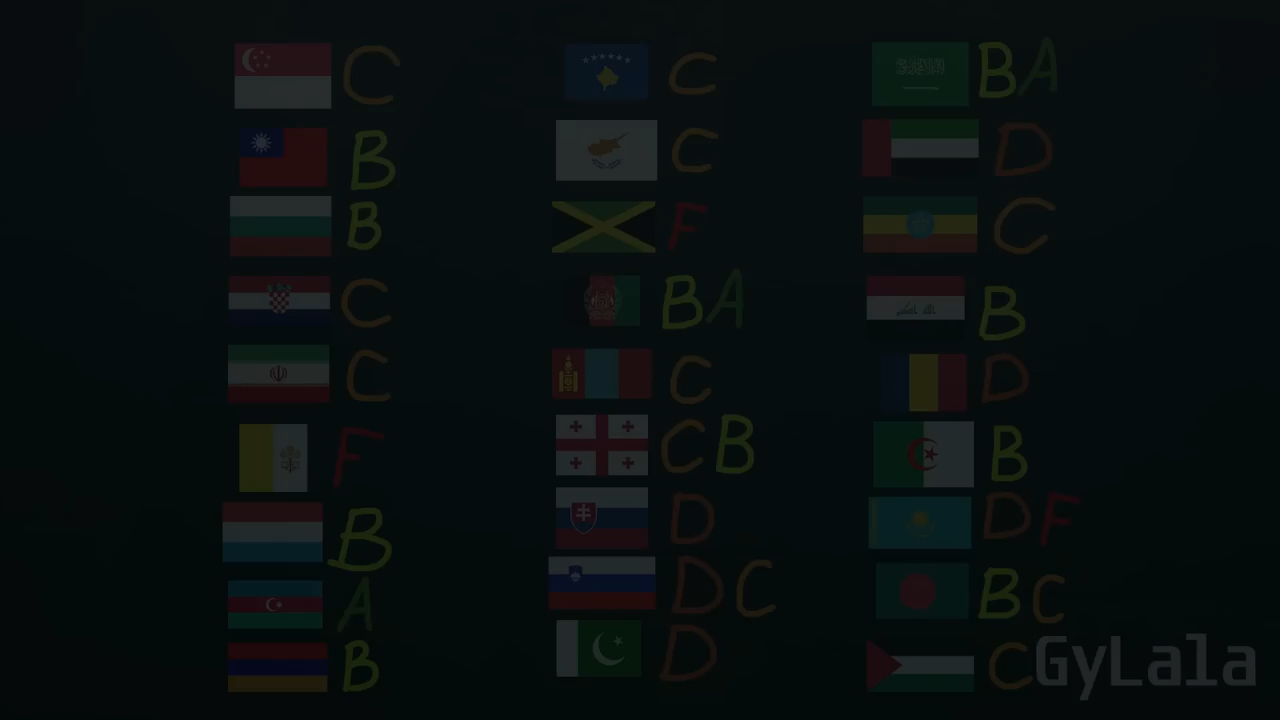 C C BA
B C D
B F C
C BA B
C C D
F CB B
B D DF
A DC BC
B D C
GyLala